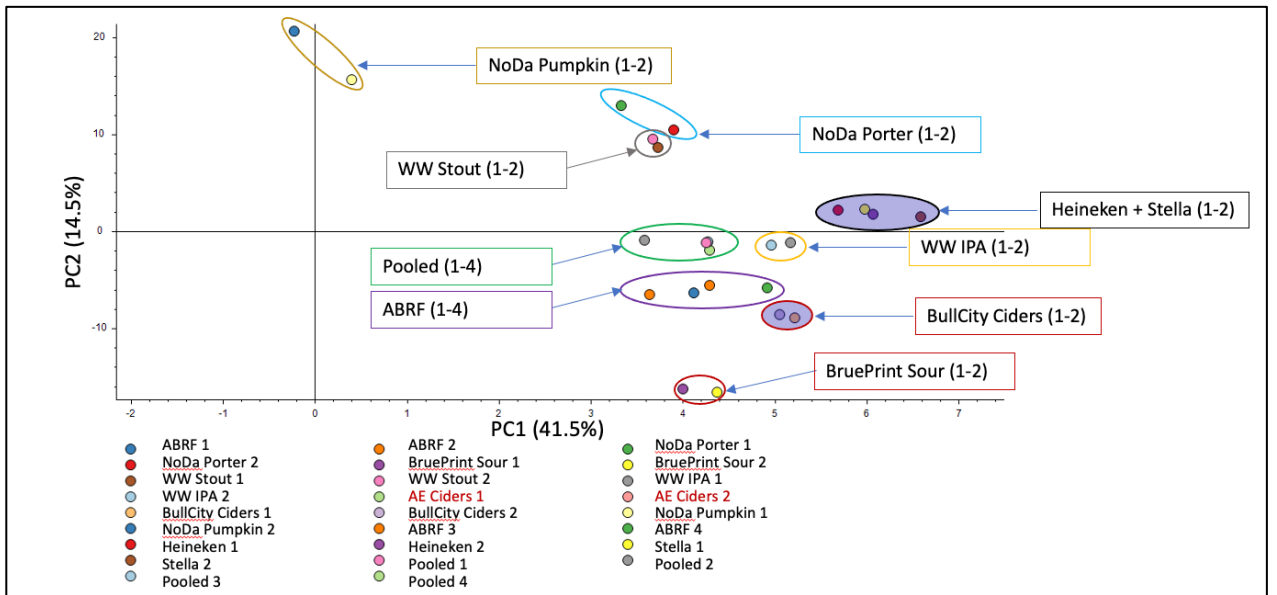 20
NoDa Pumpkin (1-2)
NoDa Porter (1-2)
10
WW Stout (1-2)
Heineken + Stella (1-2)
0
PC2 (14.5%)
WW IPA (1-2)
Pooled (1-4)
ABRF (1-4)
BullCity Ciders (1-2)
-10
BruePrint Sour (1-2)
-2 -1 0 1 2 3 4 5 6 7
PC1 (41.5%)
ABRF 1 ABRF 2 NoDa Porter 1
NoDa Porter 2 BruePrint Sour 1 BruePrint Sour 2
WW Stout 1 WW Stout 2 WW IPA 1
WW IPA 2 AE Ciders 1 AE Ciders 2
BullCity Ciders 1 BullCity Ciders 2 NoDa Pumpkin 1
NoDa Pumpkin 2 ABRF 3 ABRF 4
Heineken 1 Heineken 2 Stella 1
Stella 2 Pooled 1 Pooled 2
Pooled 3 Pooled 4